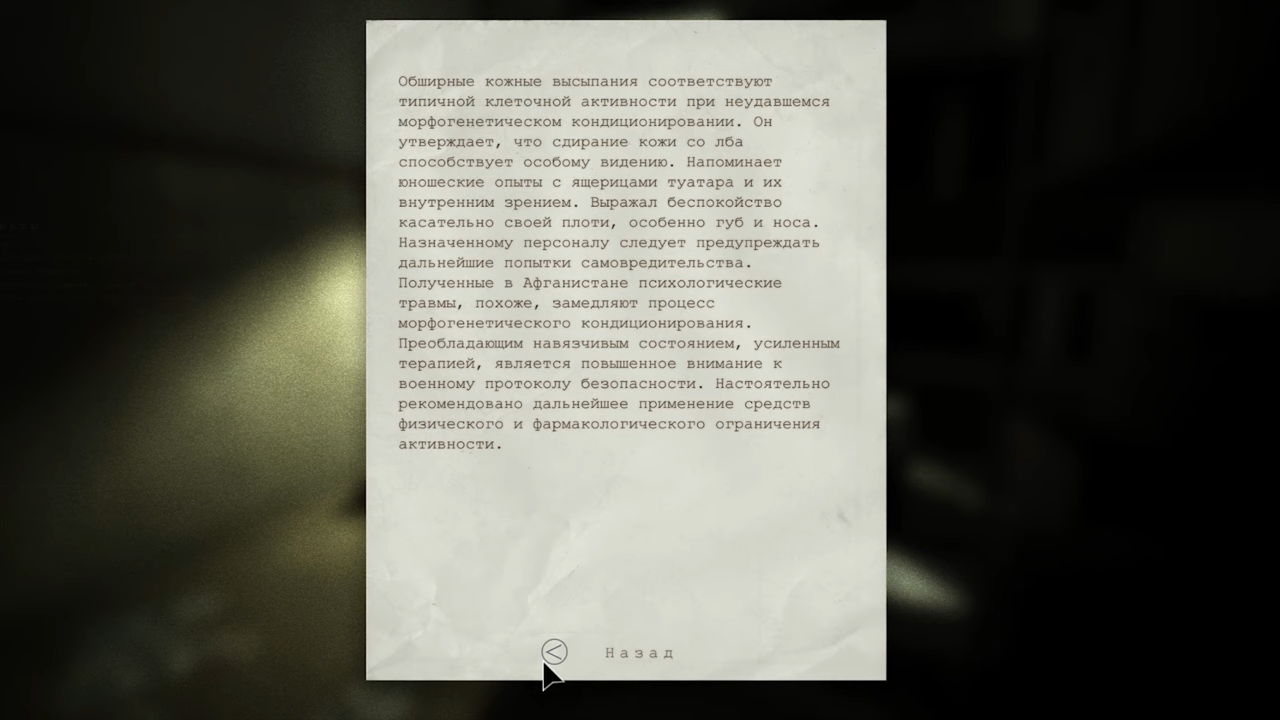 Обширные кожные высыпания соответствуют
типичной клеточной активности при неудавшемся
морфогенетическом кондиционировании. Он
утверждает, что сдирание кожи со лба
способствует особому видению. Напоминает
юношеские опыты с ящерицами туатара и их
внутренним зрением. Выражал беспокойство
касательно своей плоти, особенно губ и носа.
Назначенному персоналу следует предупреждать
дальнейшие попытки самовредительства.
Полученные в Афганистане психологические
травмы, похоже, замедляют процесс
морфогенетического кондиционирования.
Преобладающим навязчивым состоянием, усиленным
терапией, является повышенное внимание к
военному протоколу безопасности. Настоятельно
рекомендовано дальнейшее применение средств
физического и фармакологического ограничения
активности.
Назад